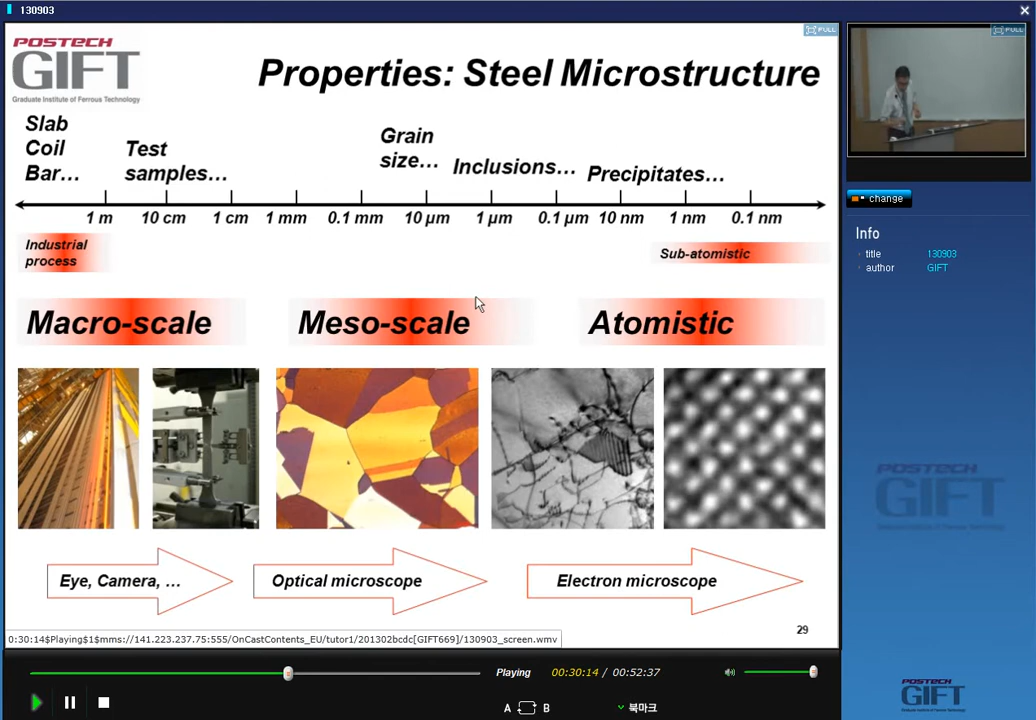 130903
FULL
FULL
POSTECH
GIFT
Graduate Institute of Ferrous Technology
Properties: Steel Microstructure
Slab
Coil
Bar…
Test
samples…
Grain
size…
Inclusions…
Precipitates…
1 m
10 cm
1 cm
1 mm
0.1 mm
10 µm
1 µm
0.1 µm
10 nm
1 nm
0.1 nm
Industrial
process
Sub-atomistic
Macro-scale
Meso-scale
Atomistic
Eye, Camera, …
Optical microscope
Electron microscope
29
0:30:14$Playing$1$mms://141.223.237.75:555/OnCastContents_EU/tutor1/201302bcdc[GIFT669]/130903_screen.wmv
Playing
00:30:14 / 00:52:37
A
B
북마크
change
Info
title
130903
author
GIFT
POSTECH
GIFT
POSTECH
GIFT